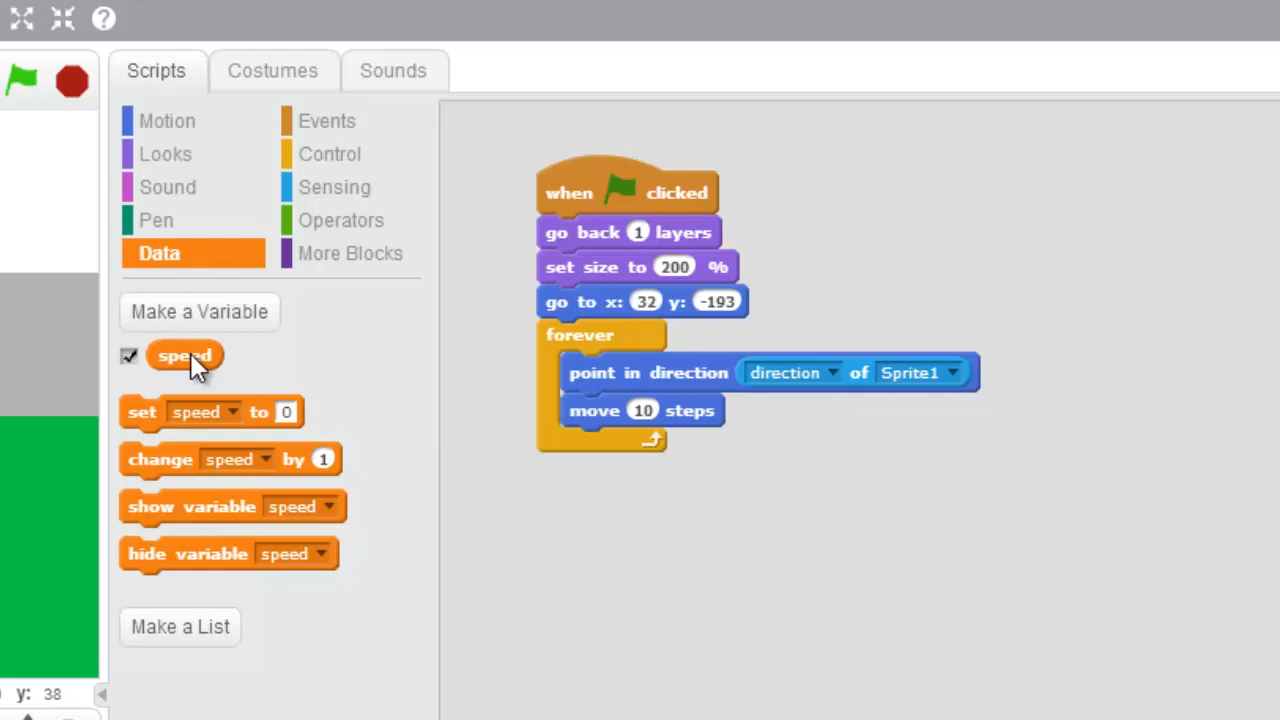 ?
Scripts
Costumes
Sounds
Motion
Events
Looks
Control
Sound
Sensing
Pen
Operators
Data
More Blocks
Make a Variable
speed
set speed to 0
change speed by 1
show variable speed
hide variable speed
Make a List
when clicked
go back 1 layers
set size to 200 %
go to x: 32 y: -193
forever
point in direction direction of Sprite1
move 10 steps
y: 38